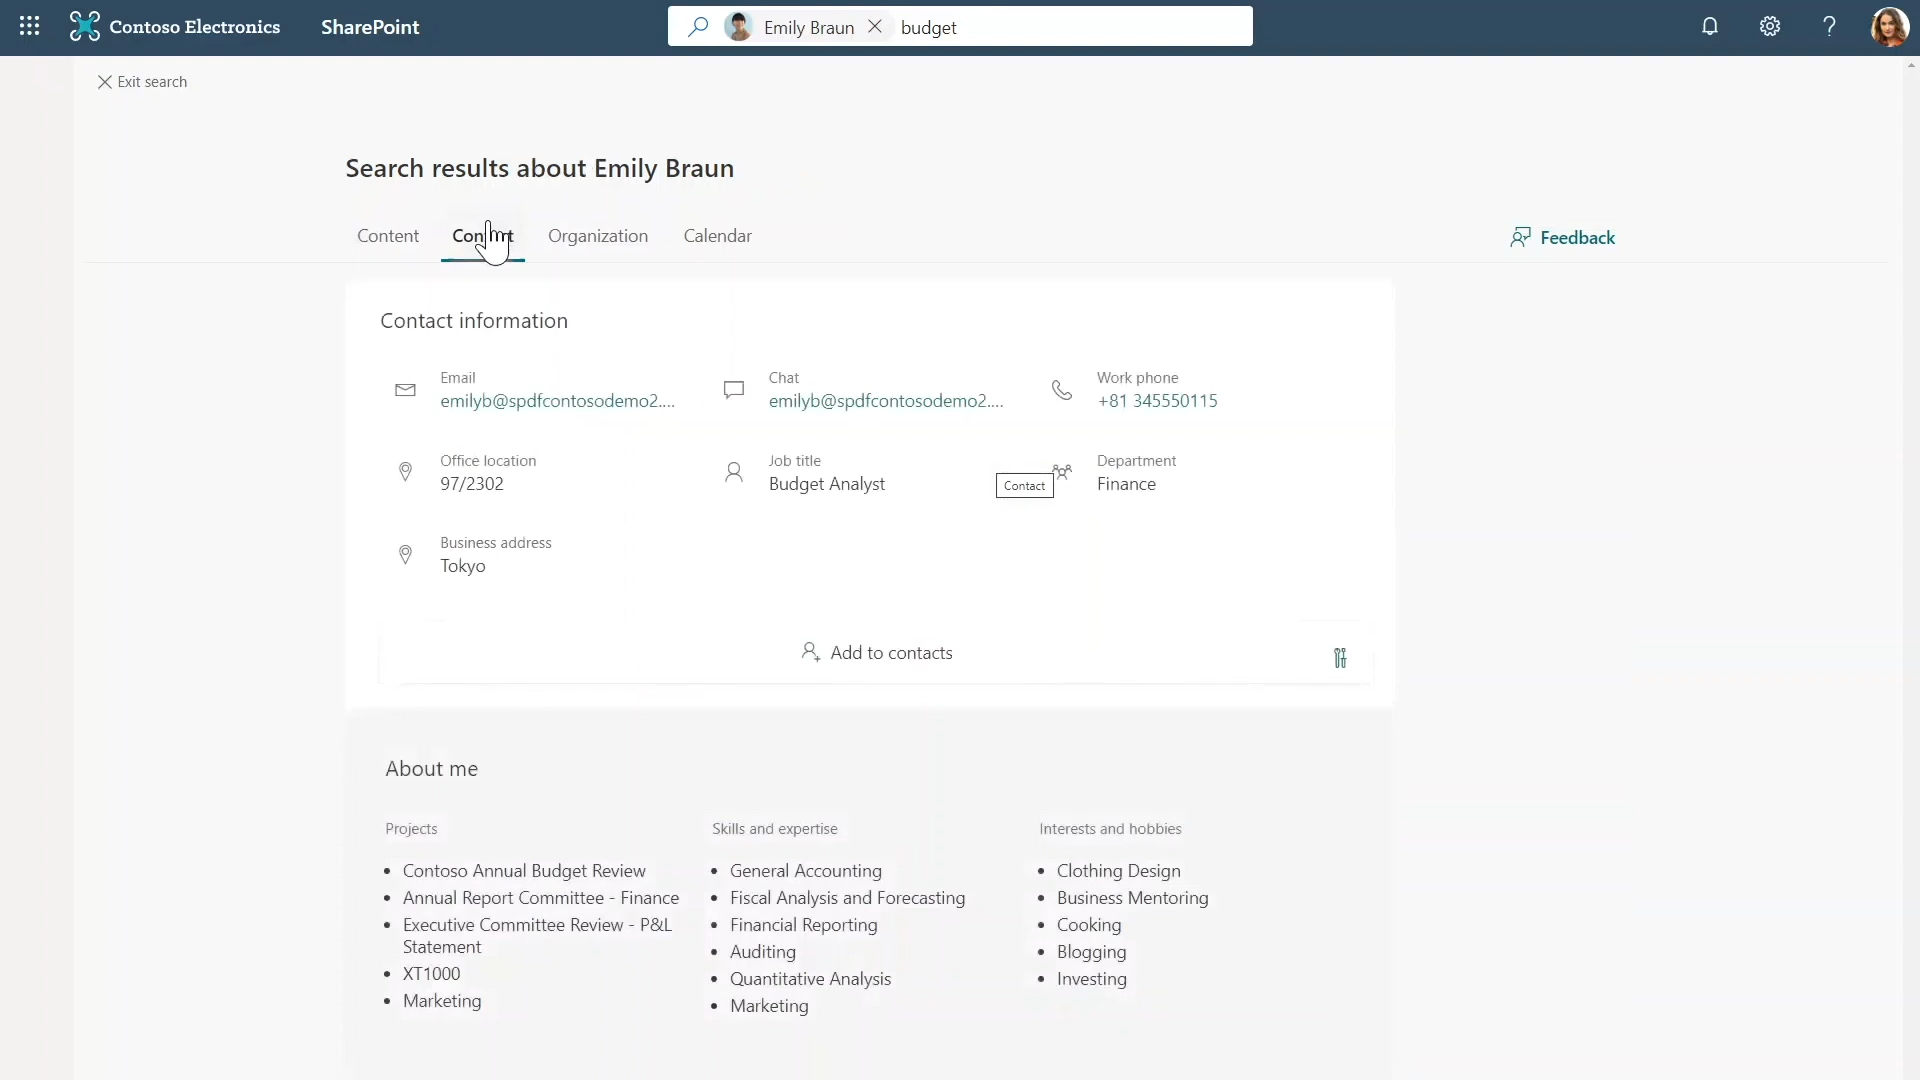 Contoso Electronics
SharePoint
Emily Braun budget
Exit search
Search results about Emily Braun
Content
Organization
Calendar
Feedback
Contact information
Email
emilyb@spdfcontosodemo2....
Chat
emilyb@spdfcontosodemo2....
Work phone
+81 345550115
Office location
97/2302
Job title
Budget Analyst
Contact
Department
Finance
Business address
Tokyo
Add to contacts
About me
Projects
• Contoso Annual Budget Review
• Annual Report Committee - Finance
• Executive Committee Review - P&L
Statement
• XT1000
• Marketing
Skills and expertise
• General Accounting
• Fiscal Analysis and Forecasting
• Financial Reporting
• Auditing
• Quantitative Analysis
• Marketing
Interests and hobbies
• Clothing Design
• Business Mentoring
• Cooking
• Blogging
• Investing